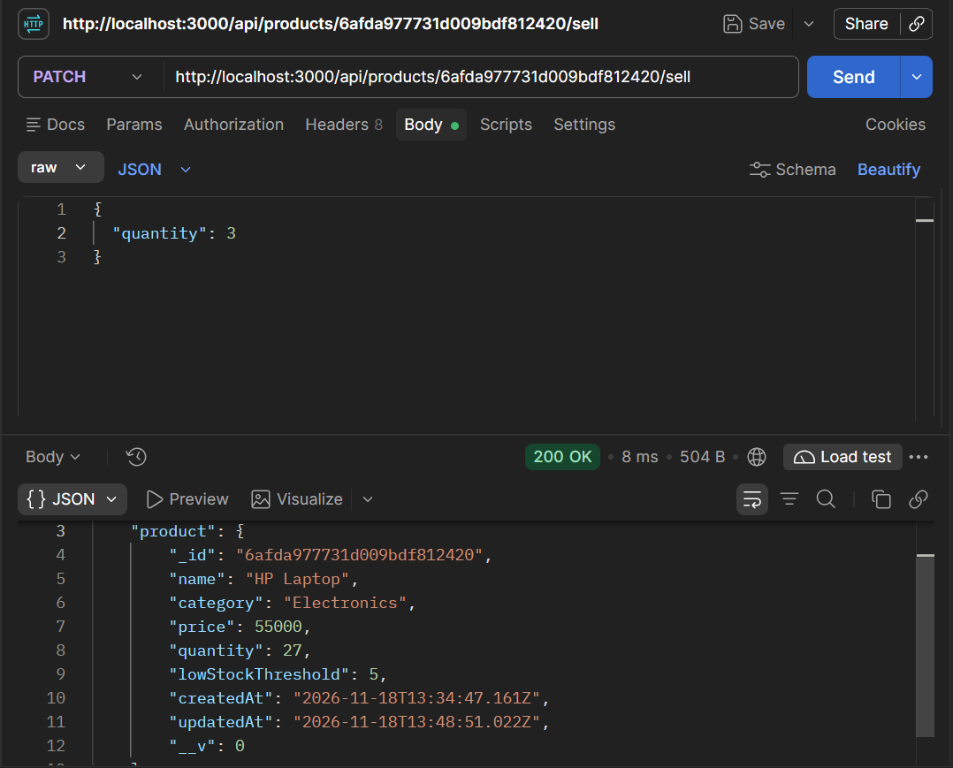 HTTP http://localhost:3000/api/products/6afda977731d009bdf812420/sell Save Share
PATCH http://localhost:3000/api/products/6afda977731d009bdf812420/sell Send
Docs Params Authorization Headers 8 Body Scripts Settings Cookies
raw JSON Schema Beautify
1 {
2 "quantity": 3
3 }
Body 200 OK 8 ms 504 B Load test
{} JSON Preview Visualize
3 "product": {
4 "_id": "6afda977731d009bdf812420",
5 "name": "HP Laptop",
6 "category": "Electronics",
7 "price": 55000,
8 "quantity": 27,
9 "lowStockThreshold": 5,
10 "createdAt": "2026-11-18T13:34:47.161Z",
11 "updatedAt": "2026-11-18T13:48:51.022Z",
12 "__v": 0